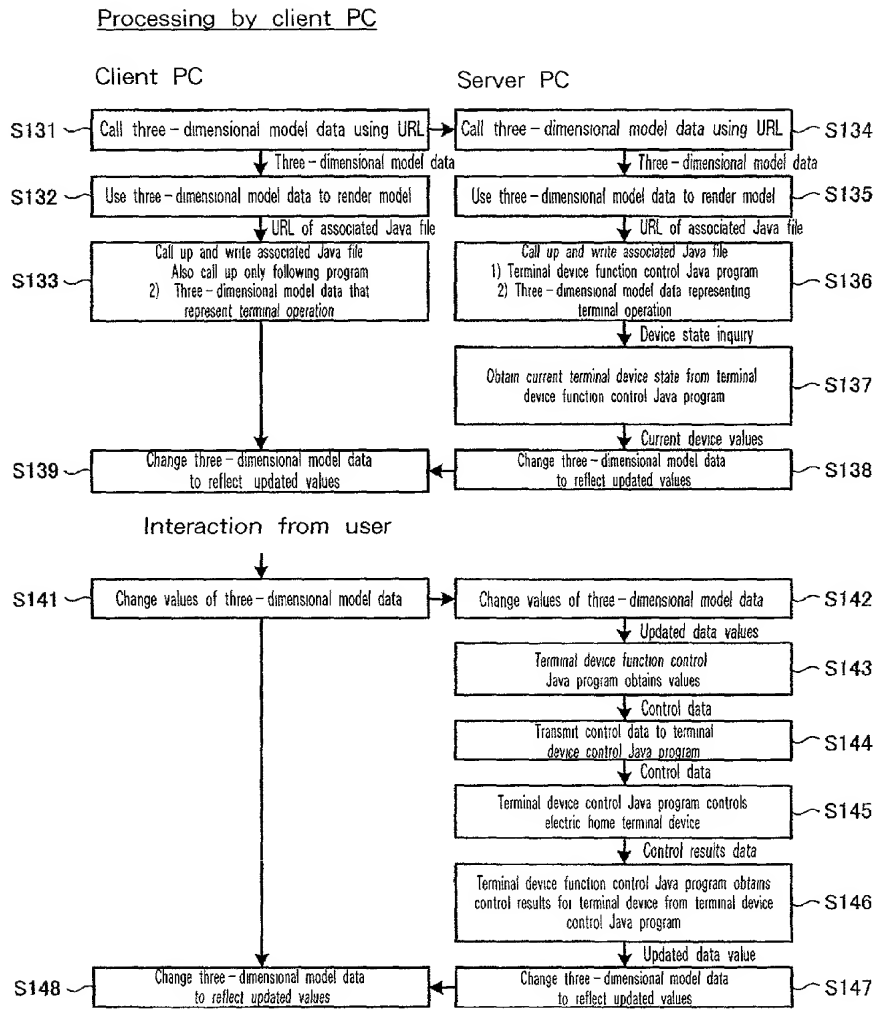 Processing by client PC
Client PC
Server PC
S131
Call three-dimensional model data using URL
Call three-dimensional model data using URL
S134
Three-dimensional model data
Three-dimensional model data
S132
Use three-dimensional model data to render model
Use three-dimensional model data to render model
S135
URL of associated Java file
URL of associated Java file
S133
Call up and write associated Java file
Also call up only following program
2) Three-dimensional model data that
represent terminal operation
Call up and write associated Java file
1) Terminal device function control Java program
2) Three-dimensional model data representing
terminal operation
S136
Device state inquiry
Obtain current terminal device state from terminal
device function control Java program
S137
Current device values
S139
Change three-dimensional model data
to reflect updated values
Change three-dimensional model data
to reflect updated values
S138
Interaction from user
S141
Change values of three-dimensional model data
Change values of three-dimensional model data
S142
Updated data values
Terminal device function control
Java program obtains values
S143
Control data
Transmit control data to terminal
device control Java program
S144
Control data
Terminal device control Java program controls
electric home terminal device
S145
Control results data
Terminal device function control Java program obtains
control results for terminal device from terminal device
control Java program
S146
Updated data value
S148
Change three-dimensional model data
to reflect updated values
Change three-dimensional model data
to reflect updated values
S147